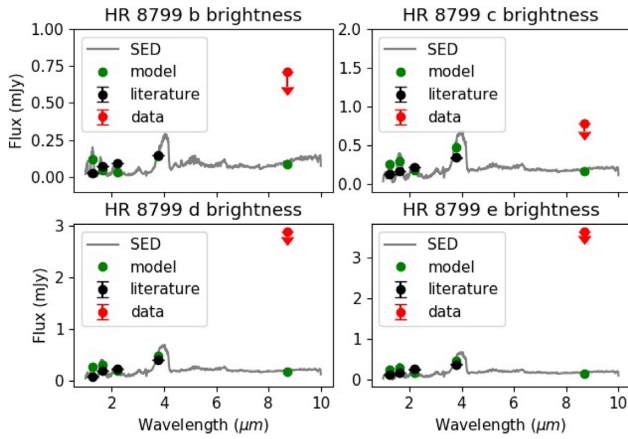 HR 8799 b brightness
Flux (mJy)
1.00
0.75
0.50
0.25
0.00
SED
model
literature
data
HR 8799 c brightness
2.0
1.5
1.0
0.5
0.0
SED
model
literature
data
HR 8799 d brightness
Flux (mJy)
3
2
1
0
SED
model
literature
data
2 4 6 8 10
Wavelength (μm)
HR 8799 e brightness
3
2
1
0
SED
model
literature
data
2 4 6 8 10
Wavelength (μm)